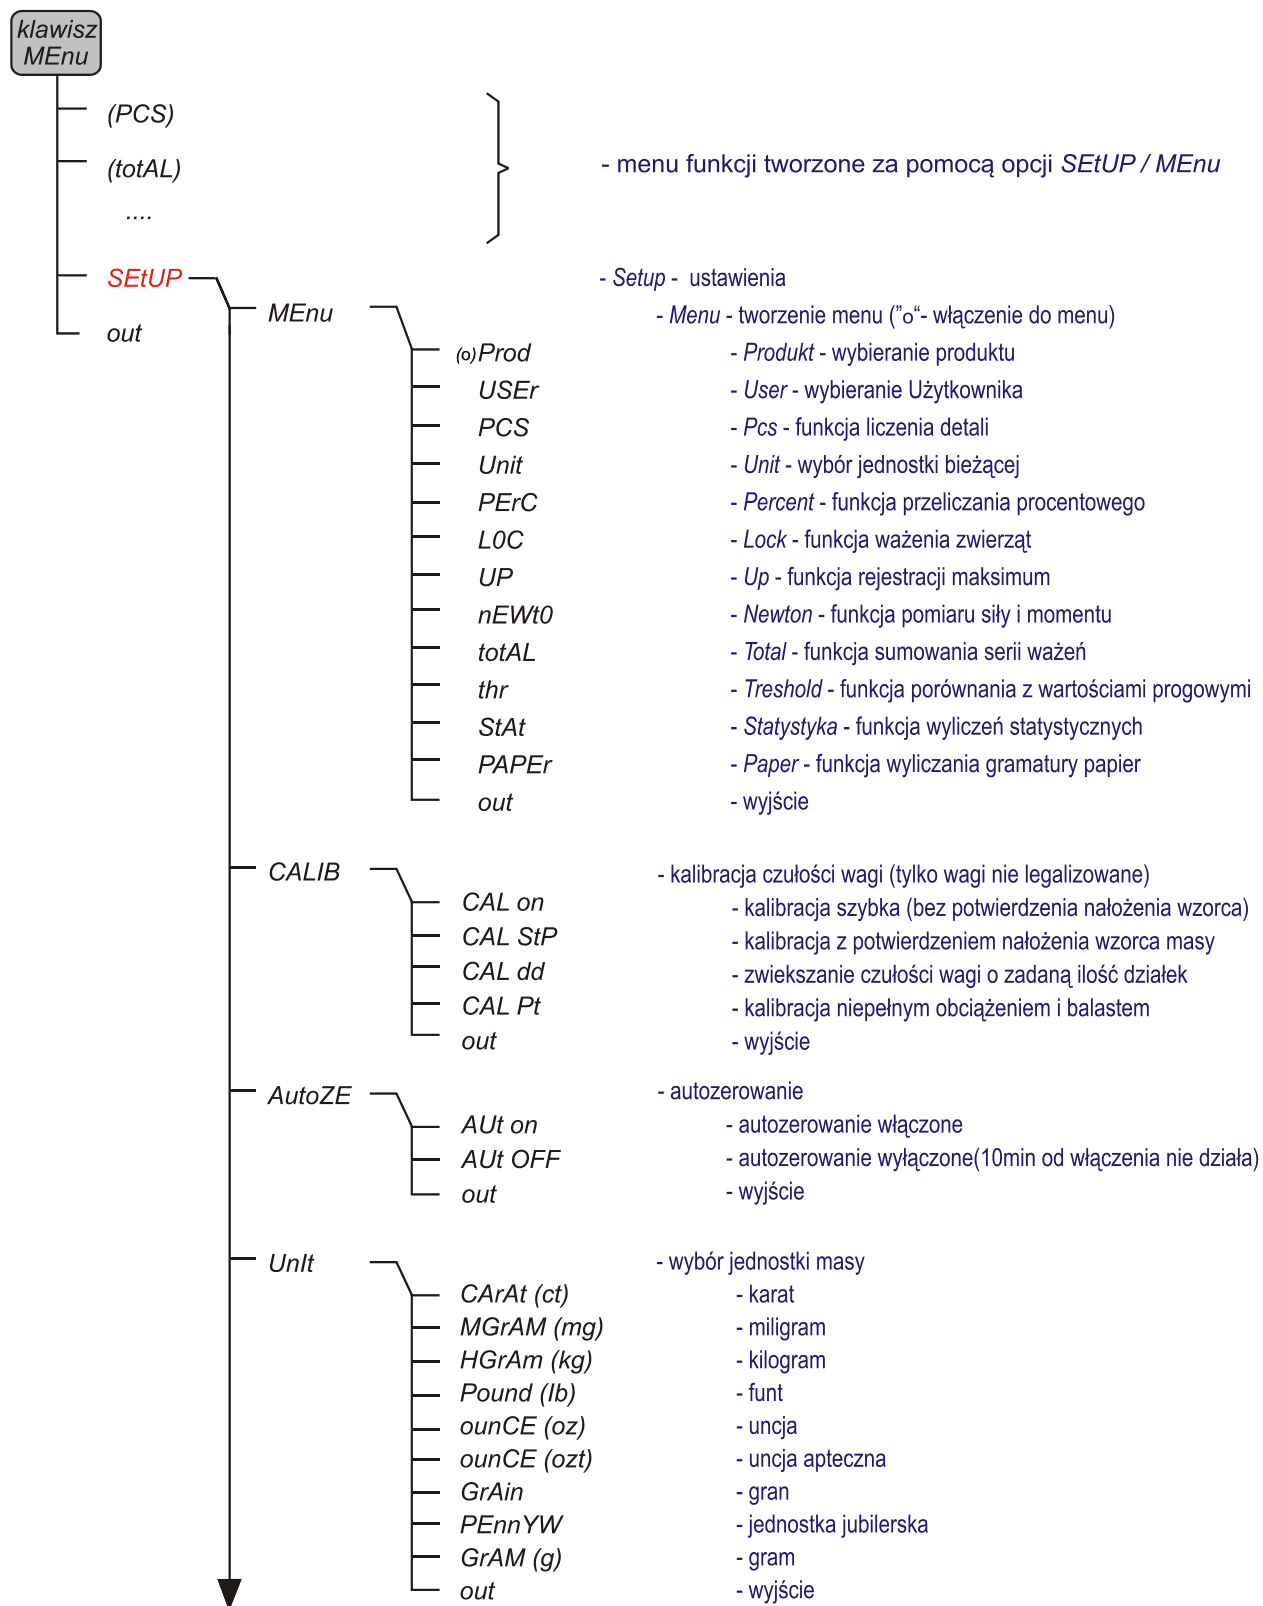 klawisz
MEnu
(PCS)
(totAL) - menu funkcji tworzone za pomocą opcji SEtUP / MEnu
....
SEtUP - Setup - ustawienia
MEnu - Menu - tworzenie menu (”o“- włączenie do menu)
out
(o)Prod - Produkt - wybieranie produktu
USEr - User - wybieranie Użytkownika
PCS - Pcs - funkcja liczenia detali
Unit - Unit - wybór jednostki bieżącej
PErC - Percent - funkcja przeliczania procentowego
L0C - Lock - funkcja ważenia zwierząt
UP - Up - funkcja rejestracji maksimum
nEWt0 - Newton - funkcja pomiaru siły i momentu
totAL - Total - funkcja sumowania serii ważeń
thr - Treshold - funkcja porównania z wartościami progowymi
StAt - Statystyka - funkcja wyliczeń statystycznych
PAPEr - Paper - funkcja wyliczania gramatury papier
out - wyjście
CALIB - kalibracja czułości wagi (tylko wagi nie legalizowane)
CAL on - kalibracja szybka (bez potwierdzenia nałożenia wzorca)
CAL StP - kalibracja z potwierdzeniem nałożenia wzorca masy
CAL dd - zwiekszanie czułości wagi o zadaną ilość działek
CAL Pt - kalibracja niepełnym obciążeniem i balastem
out - wyjście
AutoZE - autozerowanie
AUt on - autozerowanie włączone
AUt OFF - autozerowanie wyłączone(10min od włączenia nie działa)
out - wyjście
UnIt - wybór jednostki masy
CArAt (ct) - karat
MGrAM (mg) - miligram
HGrAm (kg) - kilogram
Pound (lb) - funt
ounCE (oz) - uncja
ounCE (ozt) - uncja apteczna
GrAin - gran
PEnnYW - jednostka jubilerska
GrAM (g) - gram
out - wyjście